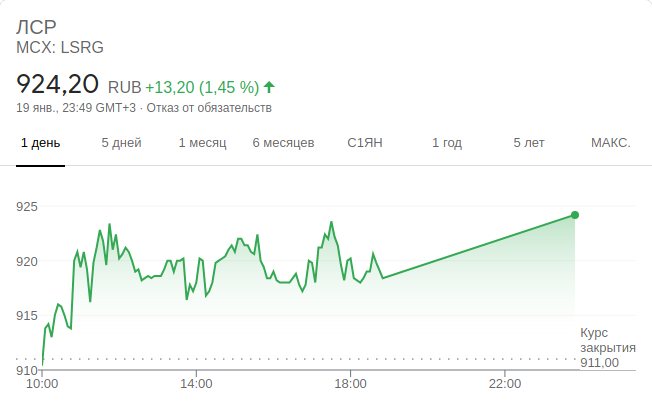 ЛСР
MCX: LSRG
924,20 RUB +13,20 (1,45 %)
19 янв., 23:49 GMT+3 · Отказ от обязательств
1 день 5 дней 1 месяц 6 месяцев С1ЯН 1 год 5 лет МАКС.
925
920
915
Курс
закрытия
911,00
910
10:00 14:00 18:00 22:00